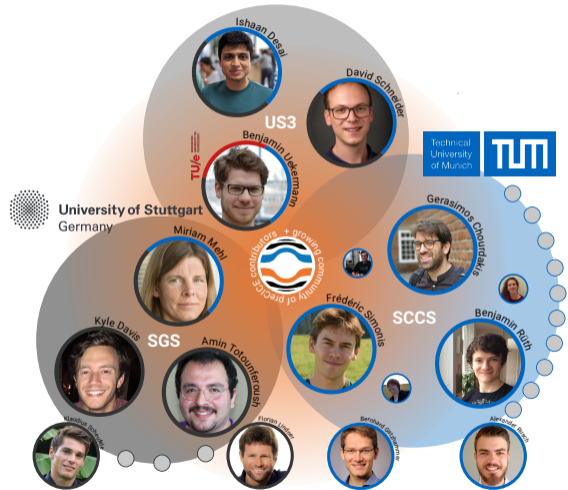 Ishaan Desai
David Schneider
US3
TU/e
Benjamin Uekermann
Technical
University
of Munich
TUM
University of Stuttgart
Germany
Miriam Mehl
Gerasimos Chourdakis
contributors + growing community of preCICE
Frédéric Simonis
SCCS
Benjamin Rüth
Kyle Davis
SGS
Amin Totounferoush
Florian Lindner
Alexander Rusch